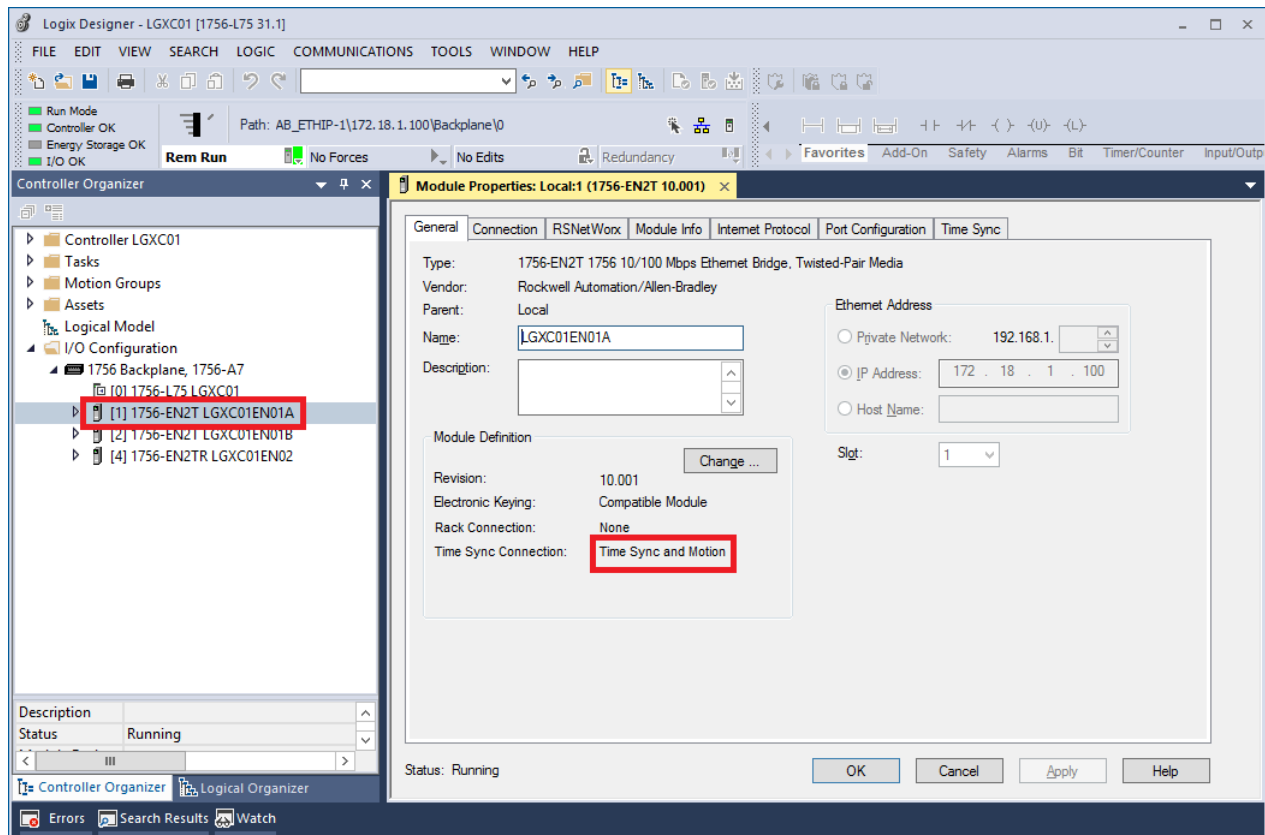 Logix Designer - LGXC01 [1756-L75 31.1]
FILE EDIT VIEW SEARCH LOGIC COMMUNICATIONS TOOLS WINDOW HELP
Run Mode
Controller OK
Energy Storage OK
I/O OK
Path: AB_ETHIP-1\172.18.1.100\Backplane\0
Rem Run No Forces No Edits Redundancy
Favorites Add-On Safety Alarms Bit Timer/Counter Input/Outp
Controller Organizer
Controller LGXC01
Tasks
Motion Groups
Assets
Logical Model
I/O Configuration
1756 Backplane, 1756-A7
[0] 1756-L75 LGXC01
[1] 1756-EN2T LGXC01EN01A
[2] 1756-EN2T LGXC01EN01B
[4] 1756-EN2TR LGXC01EN02
Description
Status Running
Controller Organizer Logical Organizer
Module Properties: Local:1 (1756-EN2T 10.001)
General Connection RSNetWorx Module Info Internet Protocol Port Configuration Time Sync
Type: 1756-EN2T 1756 10/100 Mbps Ethernet Bridge, Twisted-Pair Media
Vendor: Rockwell Automation/Allen-Bradley
Parent: Local
Name: LGXC01EN01A
Description:
Ethernet Address
Private Network: 192.168.1.
IP Address: 172 . 18 . 1 . 100
Host Name:
Slot: 1
Module Definition
Change ...
Revision: 10.001
Electronic Keying: Compatible Module
Rack Connection: None
Time Sync Connection: Time Sync and Motion
Status: Running
OK Cancel Apply Help
Errors Search Results Watch